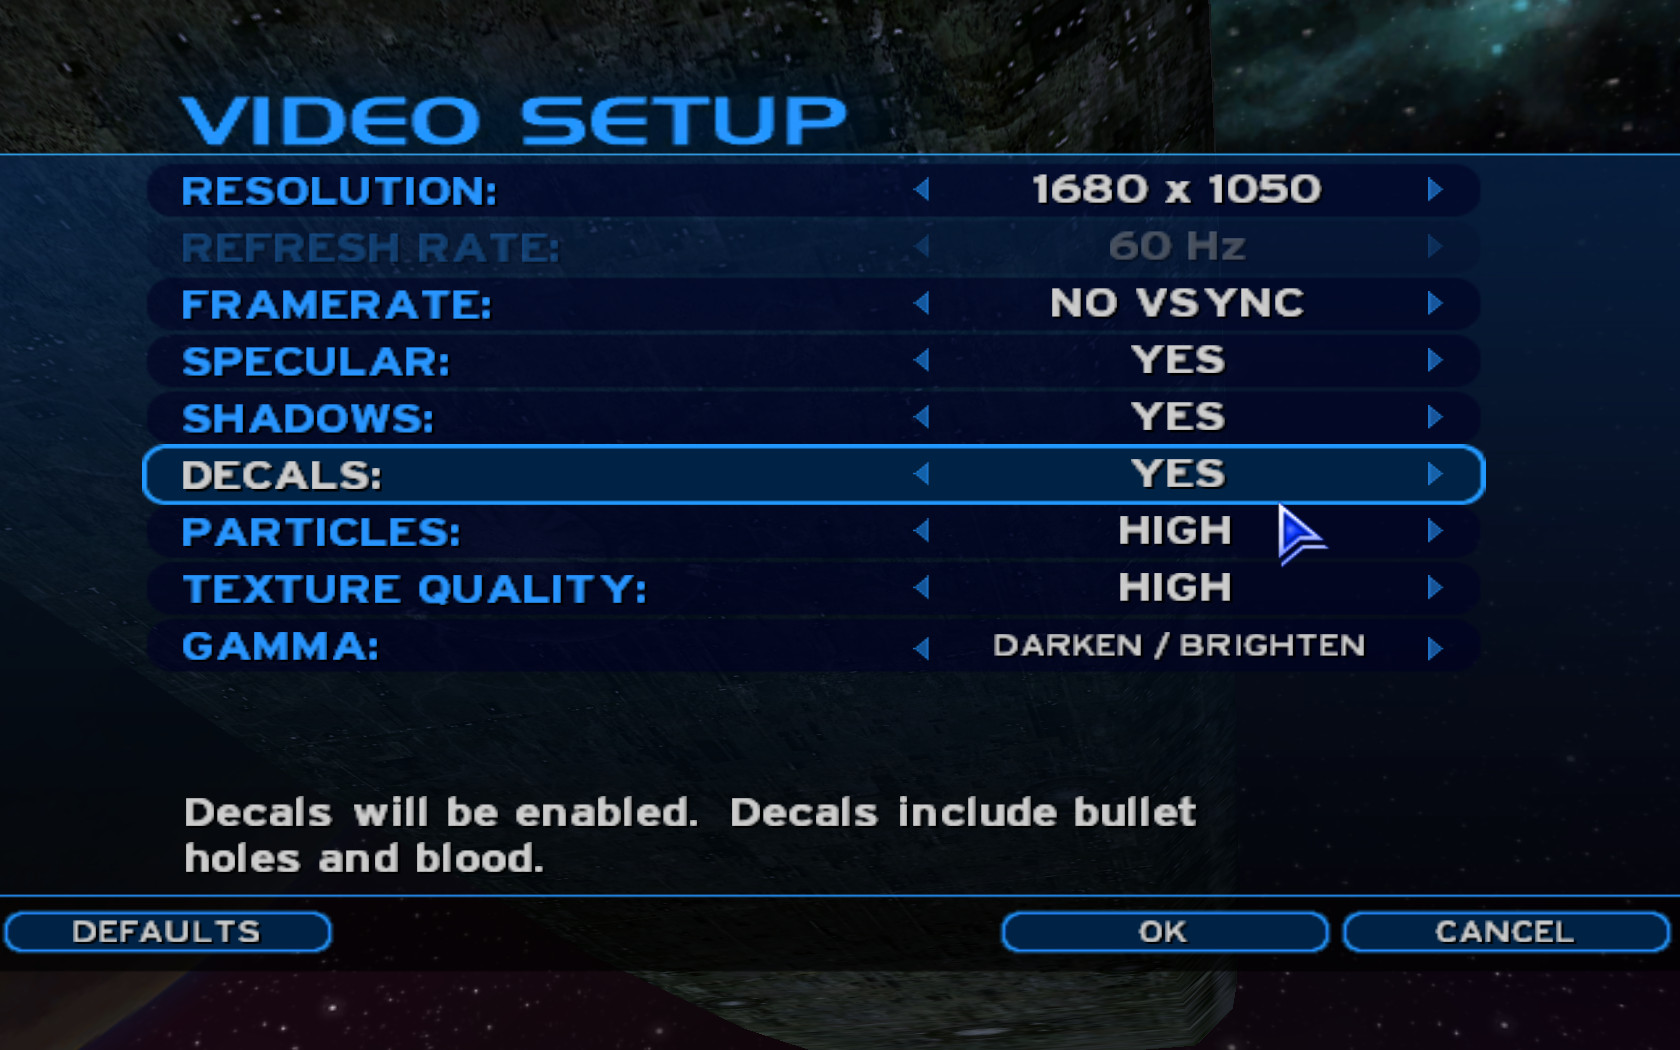 VIDEO SETUP
RESOLUTION: 1680 x 1050
REFRESH RATE: 60 Hz
FRAMERATE: NO VSYNC
SPECULAR: YES
SHADOWS: YES
DECALS: YES
PARTICLES: HIGH
TEXTURE QUALITY: HIGH
GAMMA: DARKEN / BRIGHTEN
Decals will be enabled. Decals include bullet
holes and blood.
DEFAULTS OK CANCEL